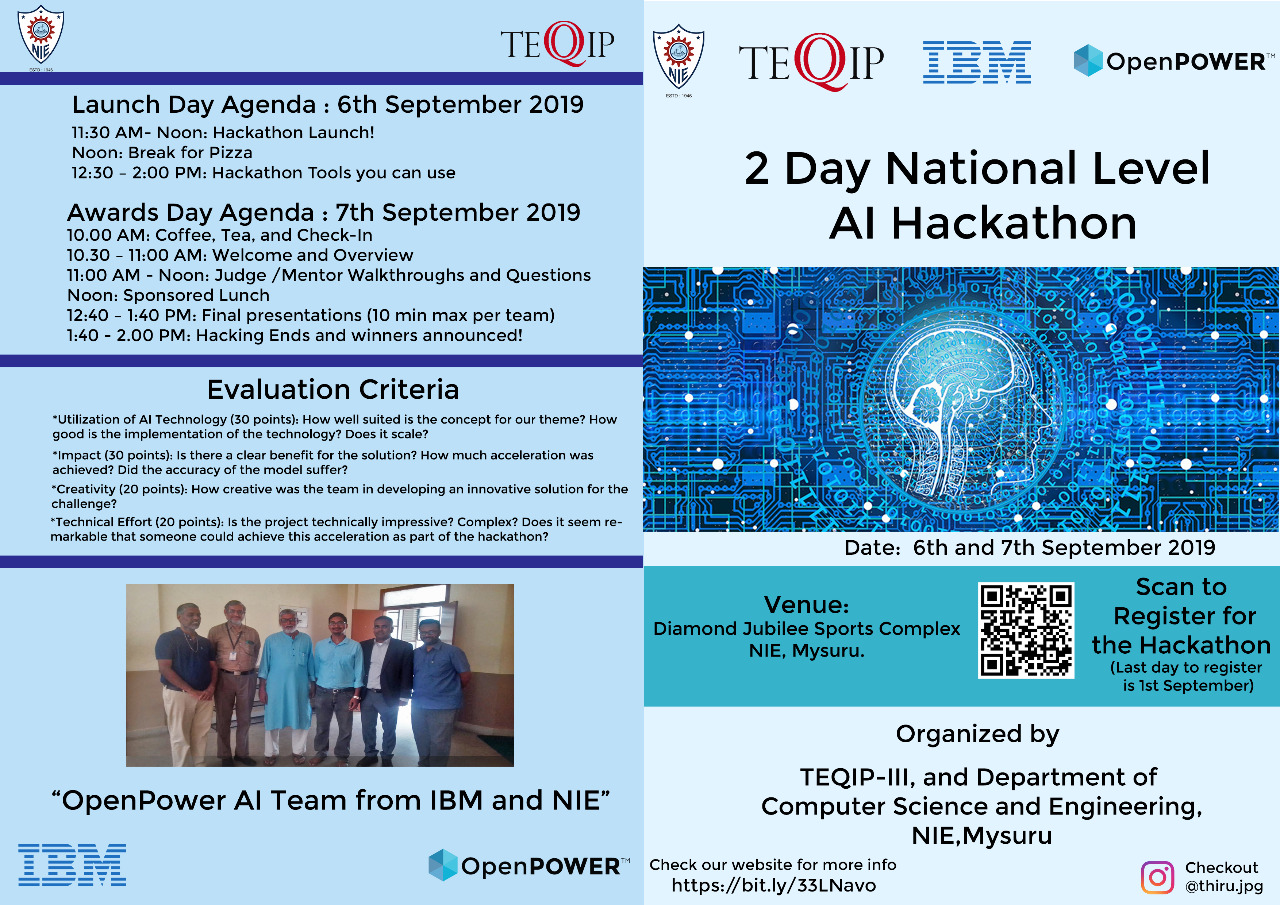 NIE
ESTD - 1946
TEQIP
Launch Day Agenda : 6th September 2019
11:30 AM- Noon: Hackathon Launch!
Noon: Break for Pizza
12:30 – 2:00 PM: Hackathon Tools you can use
Awards Day Agenda : 7th September 2019
10.00 AM: Coffee, Tea, and Check-In
10.30 – 11:00 AM: Welcome and Overview
11:00 AM - Noon: Judge /Mentor Walkthroughs and Questions
Noon: Sponsored Lunch
12:40 – 1:40 PM: Final presentations (10 min max per team)
1:40 - 2.00 PM: Hacking Ends and winners announced!
Evaluation Criteria
*Utilization of AI Technology (30 points): How well suited is the concept for our theme? How
good is the implementation of the technology? Does it scale?
*Impact (30 points): Is there a clear benefit for the solution? How much acceleration was
achieved? Did the accuracy of the model suffer?
*Creativity (20 points): How creative was the team in developing an innovative solution for the
challenge?
*Technical Effort (20 points): Is the project technically impressive? Complex? Does it seem re-
markable that someone could achieve this acceleration as part of the hackathon?
“OpenPower AI Team from IBM and NIE”
IBM
OpenPOWER™
NIE
ESTD - 1946
TEQIP
IBM
OpenPOWER™
2 Day National Level
AI Hackathon
Date: 6th and 7th September 2019
Venue:
Diamond Jubilee Sports Complex
NIE, Mysuru.
Scan to
Register for
the Hackathon
(Last day to register
is 1st September)
Organized by
TEQIP-III, and Department of
Computer Science and Engineering,
NIE,Mysuru
Check our website for more info
https://bit.ly/33LNavo
Checkout
@thiru.jpg